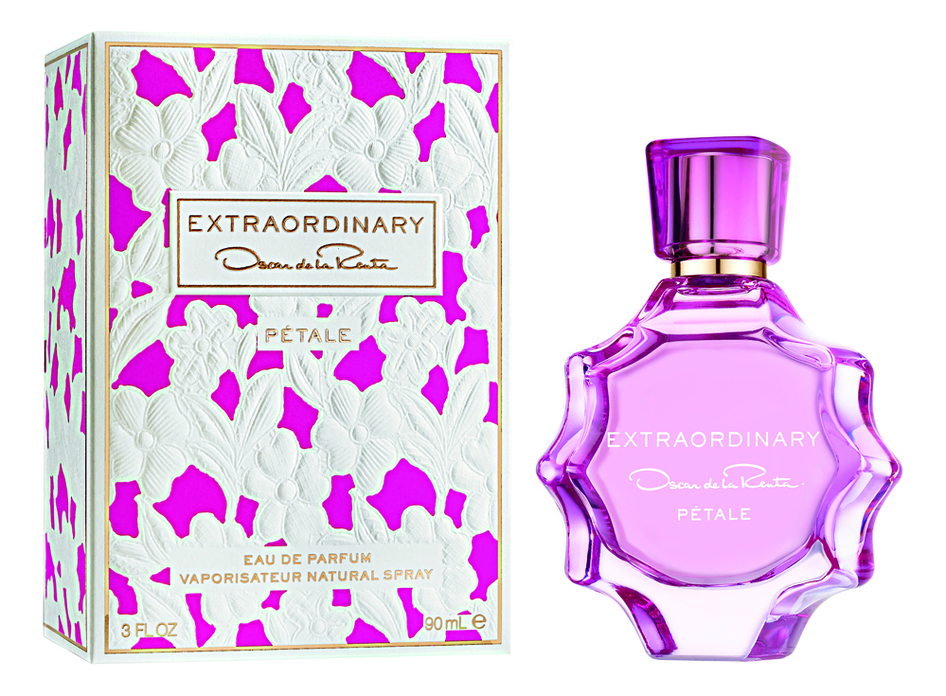 EXTRAORDINARY
Oscar de la Renta
PÉTALE
EAU DE PARFUM
VAPORISATEUR NATURAL SPRAY
3 FL OZ
90 mL e
EXTRAORDINARY
Oscar de la Renta
PÉTALE